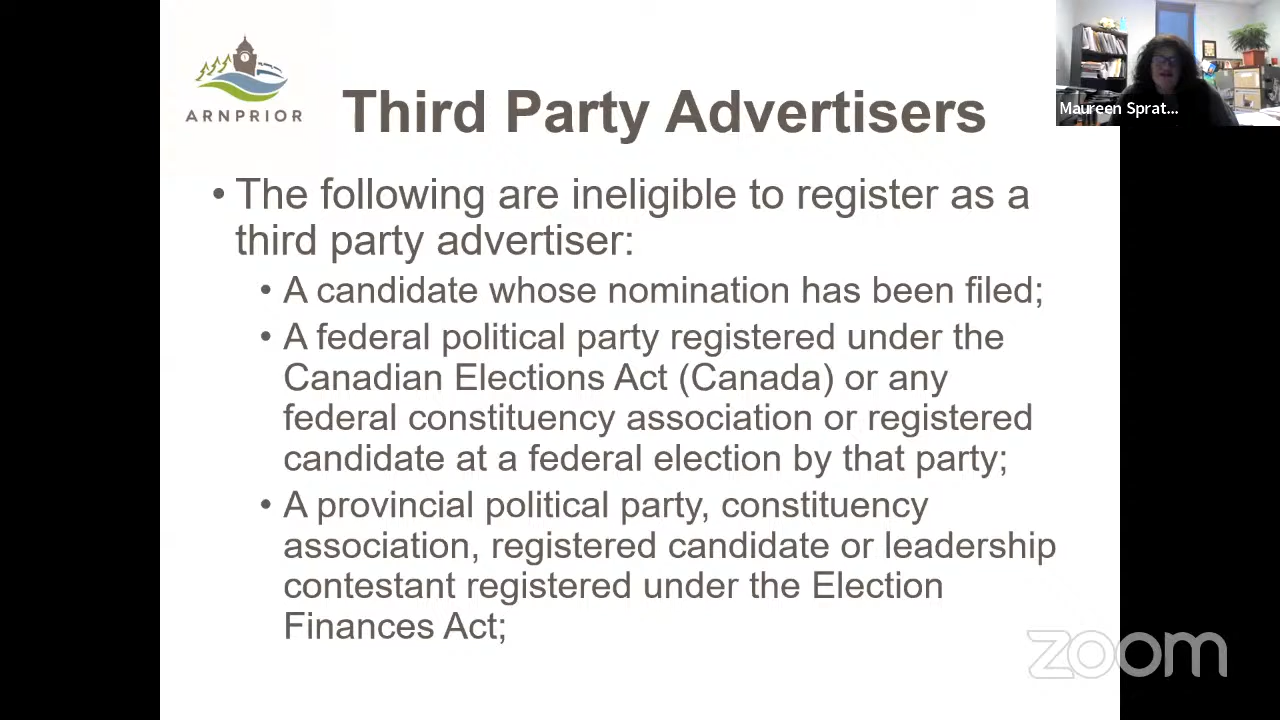 ARNPRIOR
Third Party Advertisers
Maureen Sprat...
• The following are ineligible to register as a
third party advertiser:
• A candidate whose nomination has been filed;
• A federal political party registered under the
Canadian Elections Act (Canada) or any
federal constituency association or registered
candidate at a federal election by that party;
• A provincial political party, constituency
association, registered candidate or leadership
contestant registered under the Election
Finances Act;
zoom